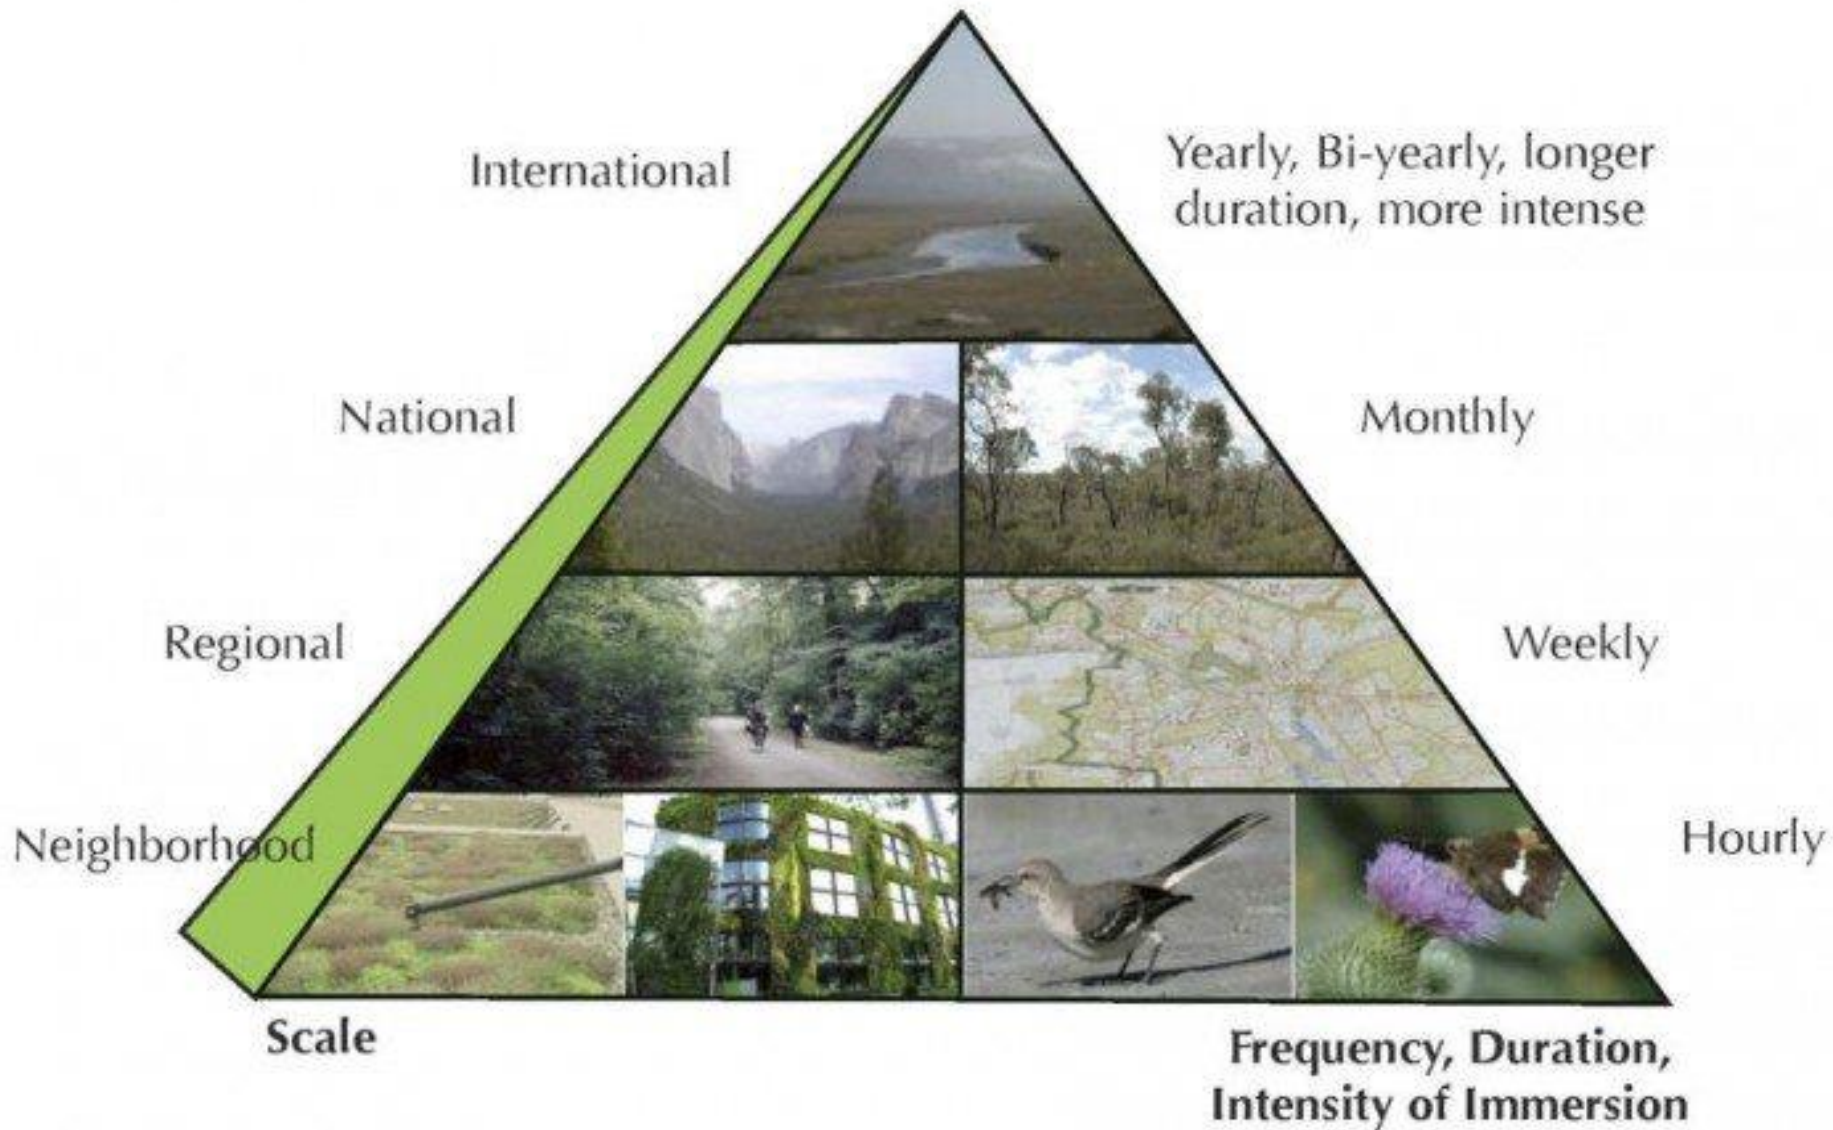 International
Yearly, Bi-yearly, longer
duration, more intense
National
Monthly
Regional
Weekly
Neighborhood
Hourly
Scale
Frequency, Duration,
Intensity of Immersion